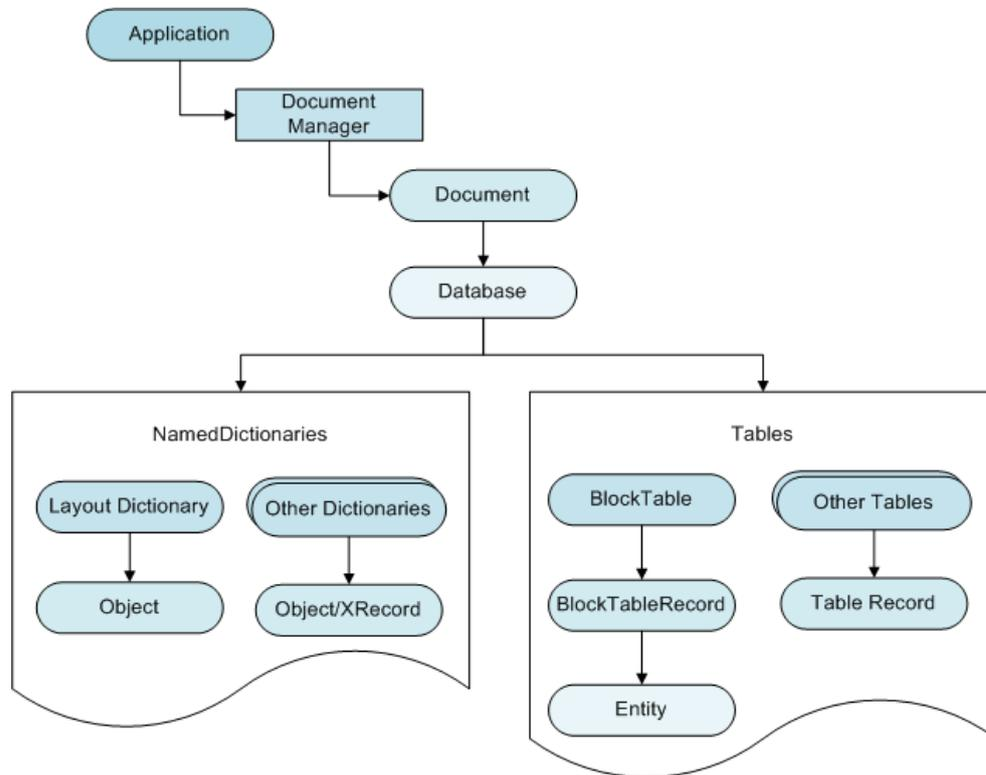 Application
Document
Manager
Document
Database
NamedDictionaries
Layout Dictionary
Other Dictionaries
Object
Object/XRecord
Tables
BlockTable
Other Tables
BlockTableRecord
Table Record
Entity